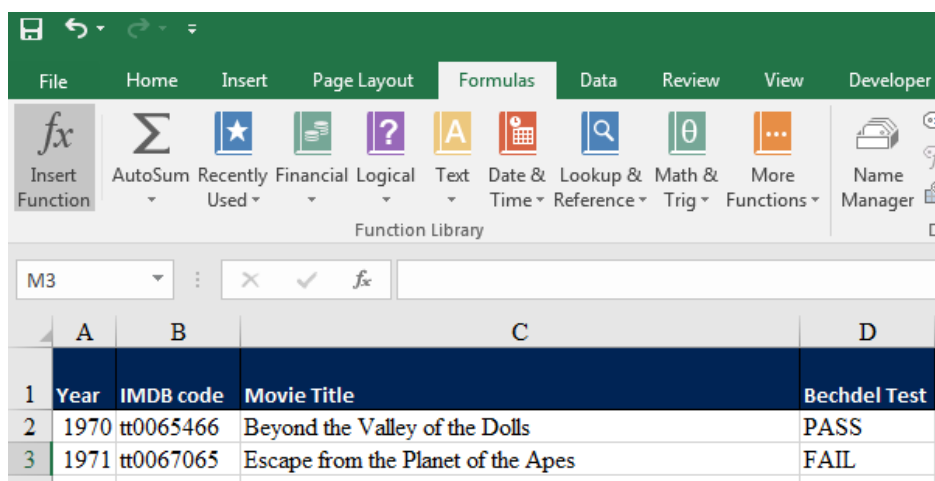 File Home Insert Page Layout Formulas Data Review View Developer
fx Σ ? A θ
Insert Function AutoSum Recently Used Financial Logical Text Date & Time Lookup & Reference Math & Trig More Functions Name Manager
Function Library
M3 fx
A B C D
1 Year IMDB code Movie Title Bechdel Test
2 1970 tt0065466 Beyond the Valley of the Dolls PASS
3 1971 tt0067065 Escape from the Planet of the Apes FAIL